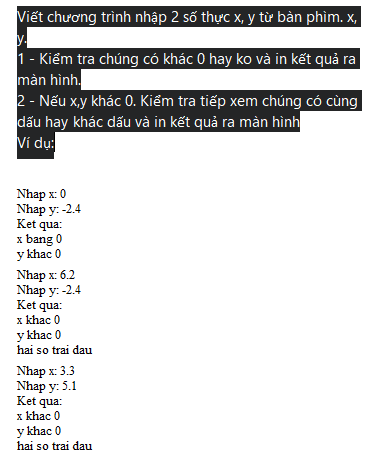 Viết chương trình nhập 2 số thực x, y từ bàn phìm. x,
y.
1 - Kiểm tra chúng có khác 0 hay ko và in kết quả ra
màn hình.
2 - Nếu x,y khác 0. Kiểm tra tiếp xem chúng có cùng
dấu hay khác dấu và in kết quả ra màn hình
Ví dụ:
Nhap x: 0
Nhap y: -2.4
Ket qua:
x bang 0
y khac 0
Nhap x: 6.2
Nhap y: -2.4
Ket qua:
x khac 0
y khac 0
hai so trai dau
Nhap x: 3.3
Nhap y: 5.1
Ket qua:
x khac 0
y khac 0
hai so trai dau